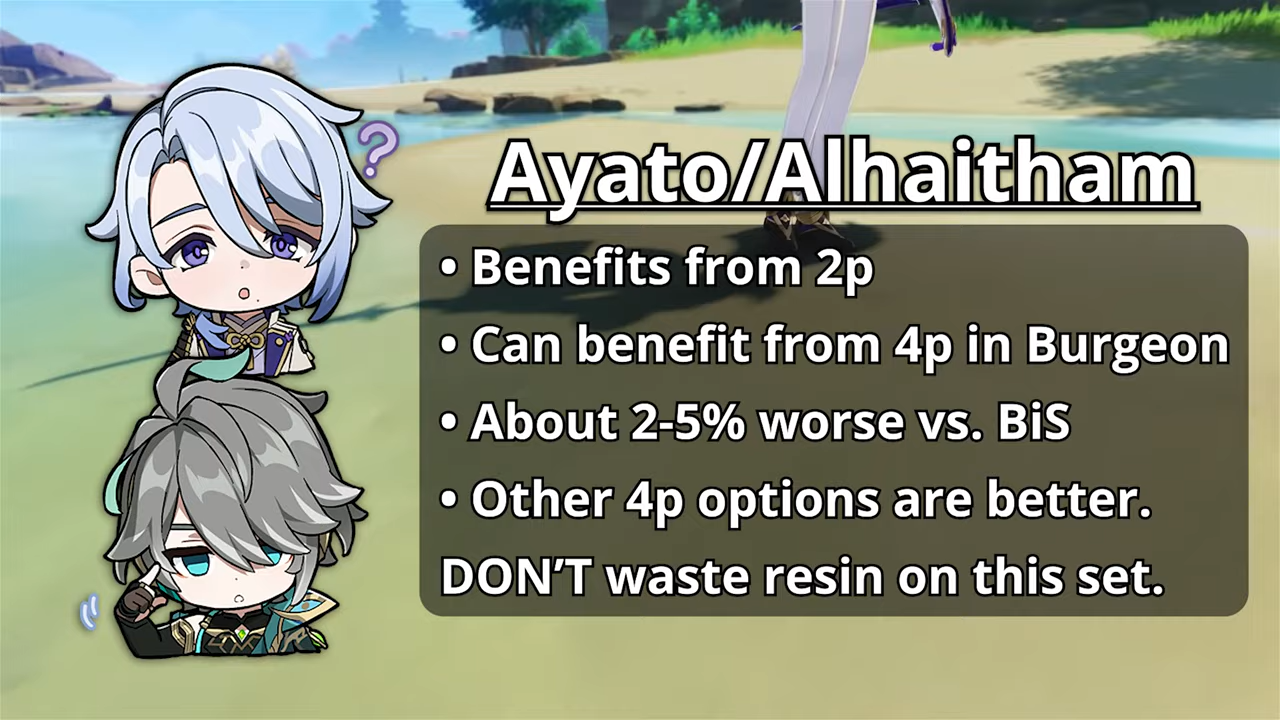 ?
Ayato/Alhaitham
• Benefits from 2p
• Can benefit from 4p in Burgeon
• About 2-5% worse vs. BiS
• Other 4p options are better.
DON'T waste resin on this set.